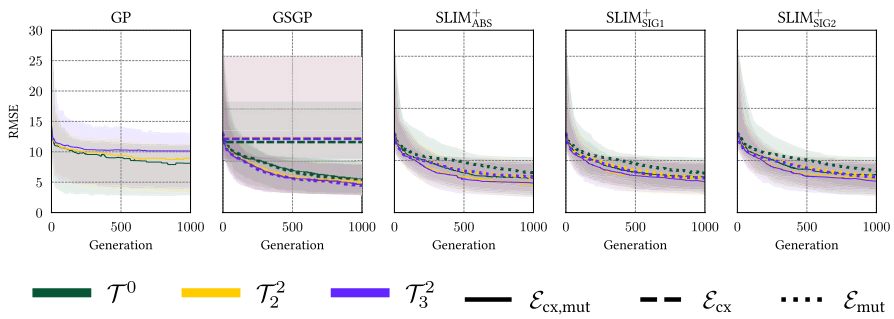 GP GSGP SLIM⁺ABS SLIM⁺SIG1 SLIM⁺SIG2
30
25
20
15
10
5
0
RMSE
0 500 1000 0 500 1000 0 500 1000 0 500 1000 0 500 1000
Generation Generation Generation Generation Generation
𝒯⁰ 𝒯₂² 𝒯₃² ℰcx,mut ℰcx ℰmut